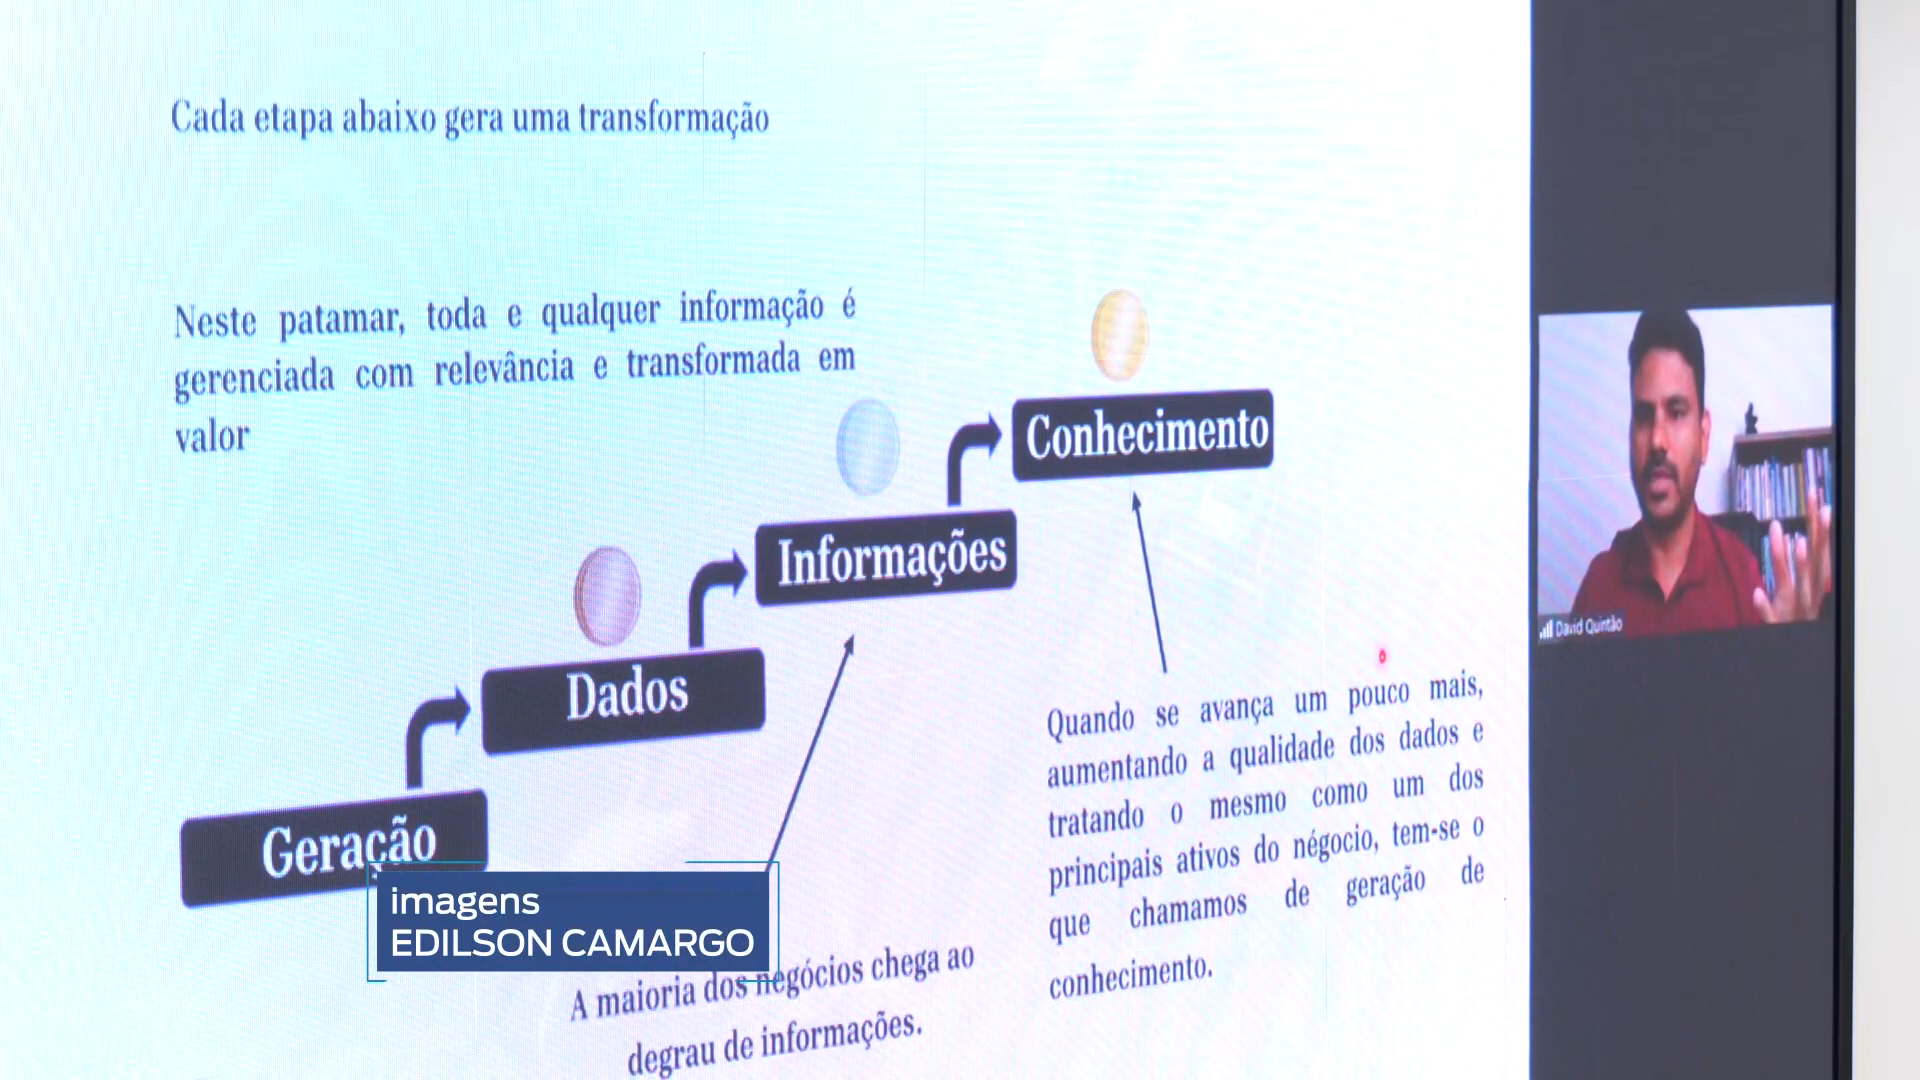 Cada etapa abaixo gera uma transformação
Neste patamar, toda e qualquer informação é
gerenciada com relevância e transformada em
valor
Conhecimento
Informações
Dados
Geração
David Quintão
Quando se avança um pouco mais,
aumentando a qualidade dos dados e
tratando o mesmo como um dos
principais ativos do négocio, tem-se o
que chamamos de geração de
conhecimento.
imagens
EDILSON CAMARGO
A maioria dos negócios chega ao
degrau de informações.